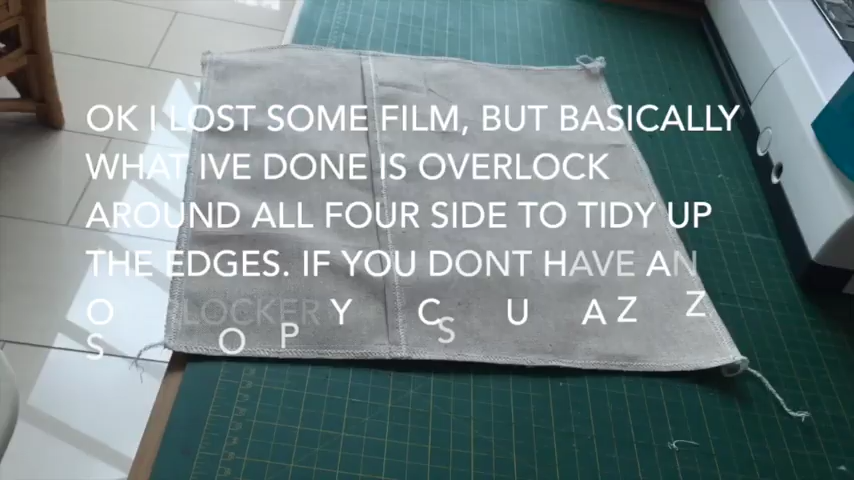 OK I LOST SOME FILM, BUT BASICALLY
WHAT IVE DONE IS OVERLOCK
AROUND ALL FOUR SIDE TO TIDY UP
THE EDGES. IF YOU DONT HAVE AN